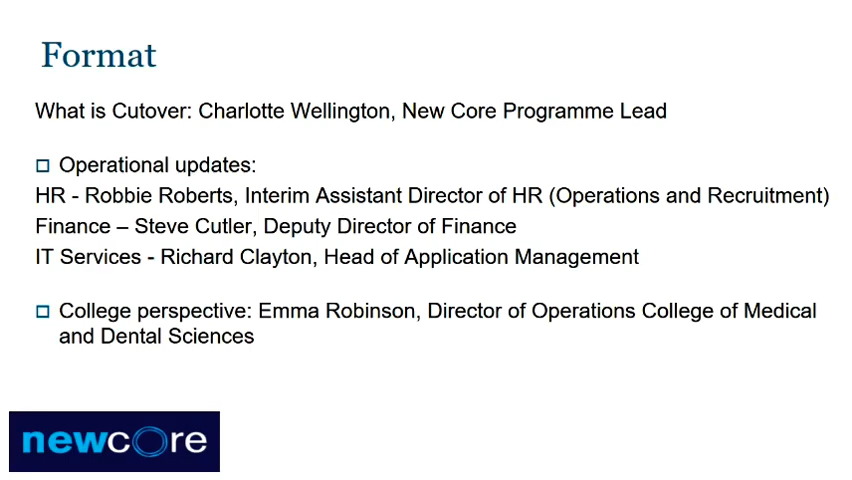 Format
What is Cutover: Charlotte Wellington, New Core Programme Lead
Operational updates:
HR - Robbie Roberts, Interim Assistant Director of HR (Operations and Recruitment)
Finance – Steve Cutler, Deputy Director of Finance
IT Services - Richard Clayton, Head of Application Management
College perspective: Emma Robinson, Director of Operations College of Medical
and Dental Sciences
newcore